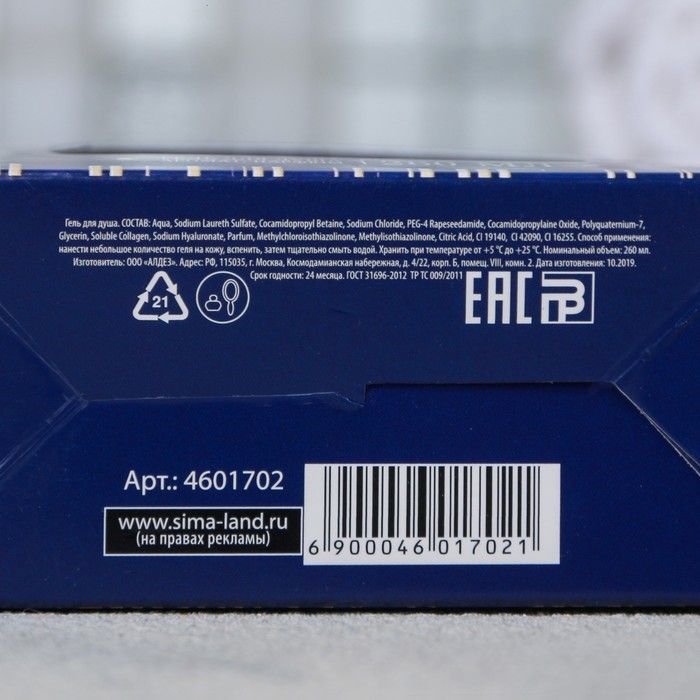 Гель для душа. СОСТАВ: Aqua, Sodium Laureth Sulfate, Cocamidopropyl Betaine, Sodium Chloride, PEG-4 Rapeseedamide, Cocamidopropylaine Oxide, Polyquaternium-7,
Glycerin, Soluble Collagen, Sodium Hyaluronate, Parfum, Methylchloroisothiazolinone, Methylisothiazolinone, Citric Acid, CI 19140, CI 42090, CI 16255. Способ применения:
нанести небольшое количество геля на кожу, вспенить, затем тщательно смыть водой. Хранить при температуре от +5 °С до +25 °С. Номинальный объем: 260 мл.
Изготовитель: ООО «АЛДЕЗ». Адрес: РФ, 115035, г. Москва, Космодамианская набережная, д. 4/22, корп. Б, помещ. VIII, комн. 2. Дата изготовления: 10.2019.
Срок годности: 24 месяца. ГОСТ 31696-2012 ТР ТС 009/2011
21
EAC
Арт.: 4601702
www.sima-land.ru
(на правах рекламы)
6 900046 017021